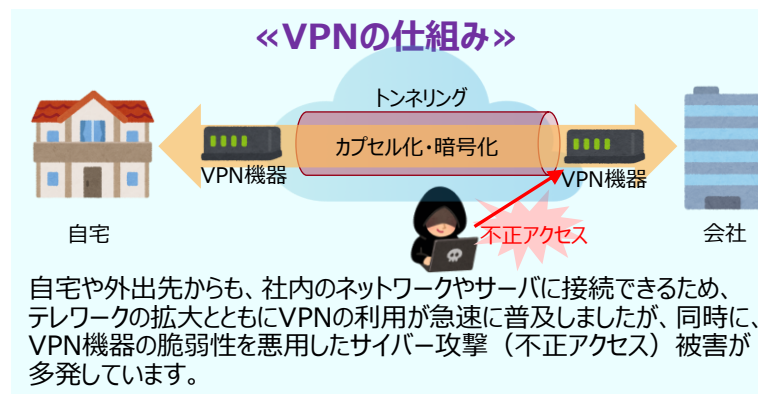 ≪VPNの仕組み≫
トンネリング
カプセル化・暗号化
VPN機器
VPN機器
不正アクセス
自宅
会社
自宅や外出先からも、社内のネットワークやサーバに接続できるため、
テレワークの拡大とともにVPNの利用が急速に普及しましたが、同時に、
VPN機器の脆弱性を悪用したサイバー攻撃（不正アクセス）被害が
多発しています。